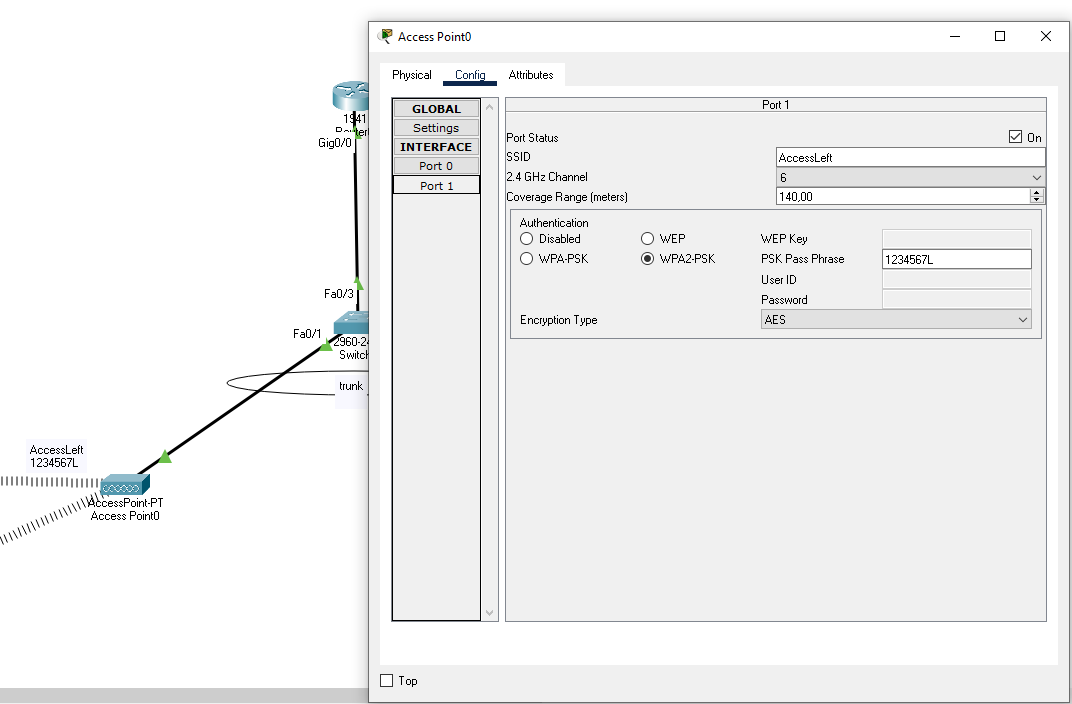 Access Point0
Physical Config Attributes
GLOBAL
Settings
INTERFACE
Port 0
Port 1
Port 1
Port Status On
SSID AccessLeft
2.4 GHz Channel 6
Coverage Range (meters) 140,00
Authentication
Disabled WEP WEP Key
WPA-PSK WPA2-PSK PSK Pass Phrase 1234567L
User ID
Password
Encryption Type AES
Top
1941
Router
Gig0/0
Fa0/3
Fa0/1
2960-24
Switch
trunk
AccessLeft
1234567L
AccessPoint-PT
Access Point0